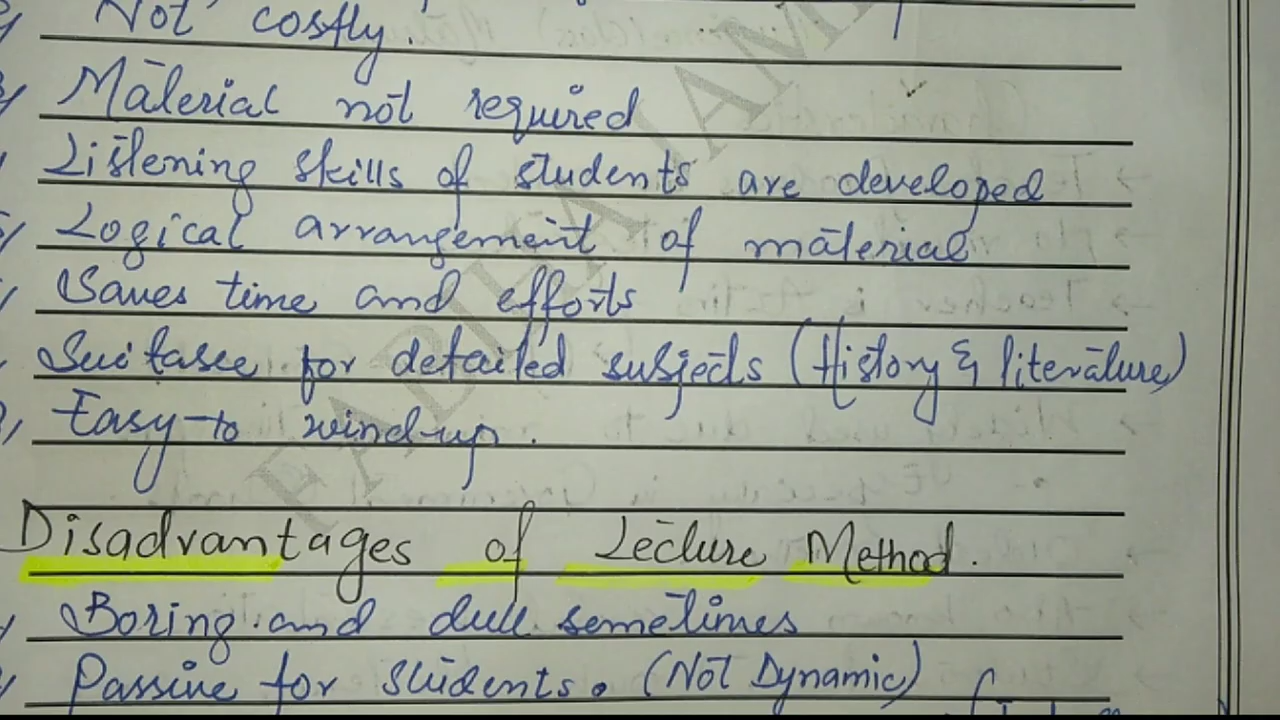 Not costly.
Material not required
Listening skills of students are developed
Logical arrangement of material
Saves time and efforts
Suitable for detailed subjects (History & literature)
Easy to wind-up.
Disadvantages of Lecture Method.
Boring and dull sometimes
Passive for students. (Not Dynamic)